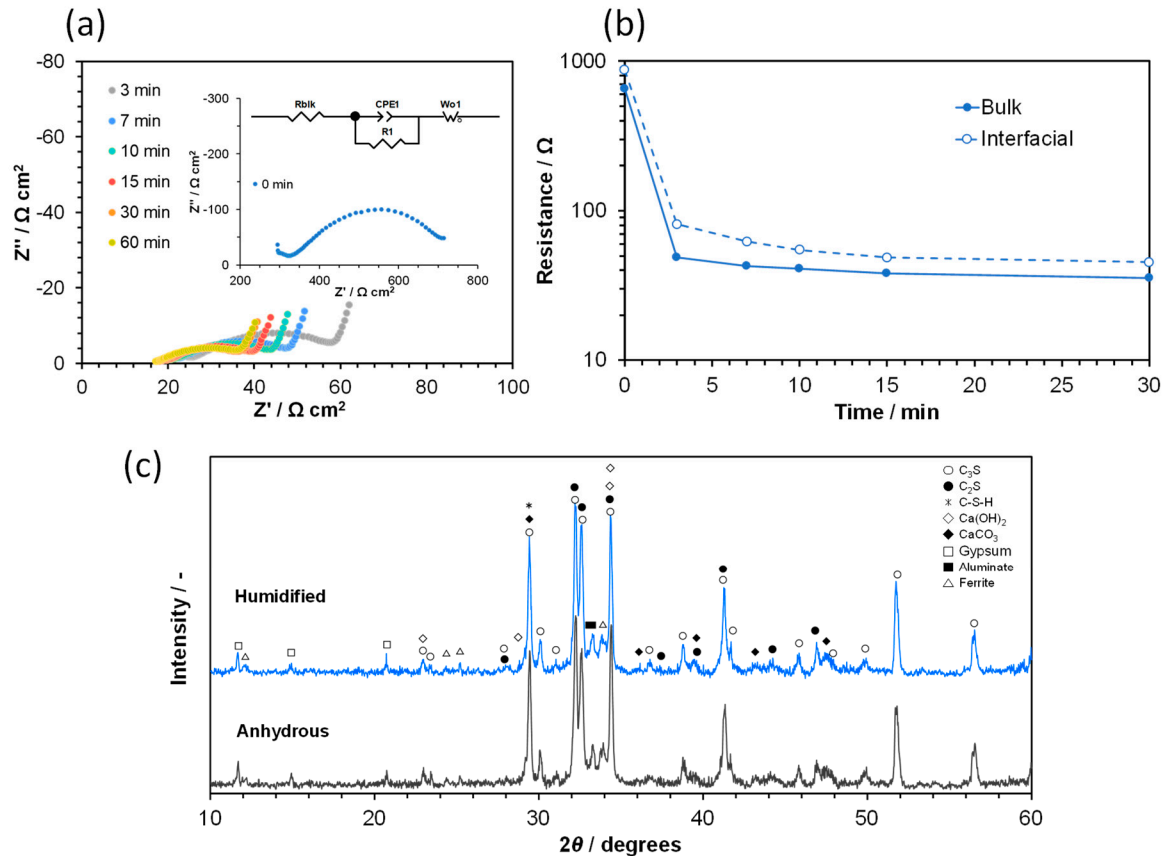 (a)
-80
-60
-40
-20
0
Z'' / Ω cm²
3 min
7 min
10 min
15 min
30 min
60 min
-300
-200
-100
0
Z'' / Ω cm²
Rblk
CPE1
Wo1
R1
0 min
200
400
600
800
Z' / Ω cm²
0
20
40
60
80
100
Z' / Ω cm²
(b)
1000
100
10
Resistance / Ω
Bulk
Interfacial
0
5
10
15
20
25
30
Time / min
(c)
Intensity / -
Humidified
Anhydrous
C₃S
C₂S
C-S-H
Ca(OH)₂
CaCO₃
Gypsum
Aluminate
Ferrite
10
20
30
40
50
60
2θ / degrees